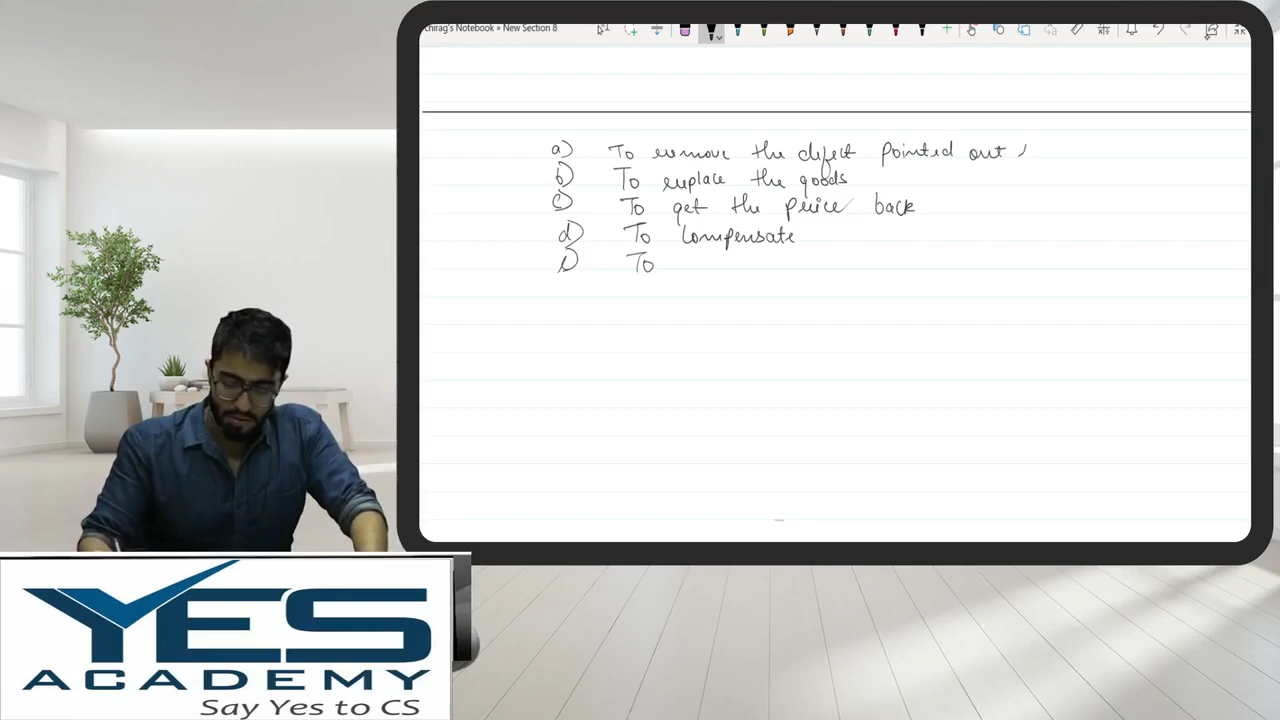 chirag's Notebook » New Section 8
a) To remove the defect pointed out,
b) To replace the goods
c) To get the price back
d) To compensate
e) To
YES
ACADEMY
Say Yes to CS